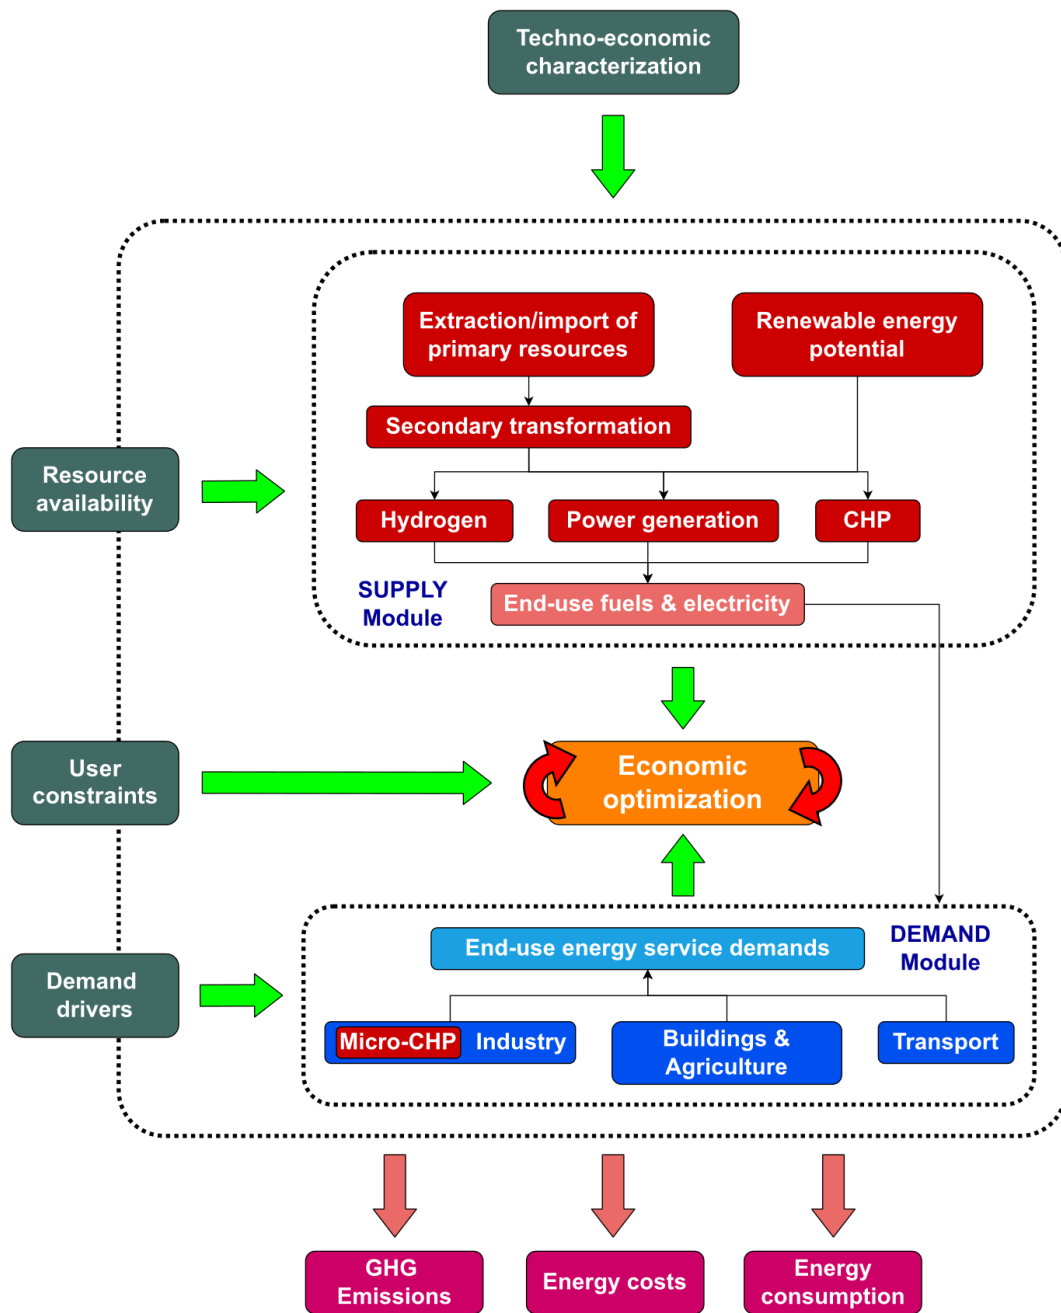 Techno-economic
characterization
Extraction/import of
primary resources
Renewable energy
potential
Secondary transformation
Resource
availability
Hydrogen
Power generation
CHP
SUPPLY
Module
End-use fuels & electricity
User
constraints
Economic
optimization
DEMAND
Module
End-use energy service demands
Demand
drivers
Micro-CHP
Industry
Buildings &
Agriculture
Transport
GHG
Emissions
Energy costs
Energy
consumption